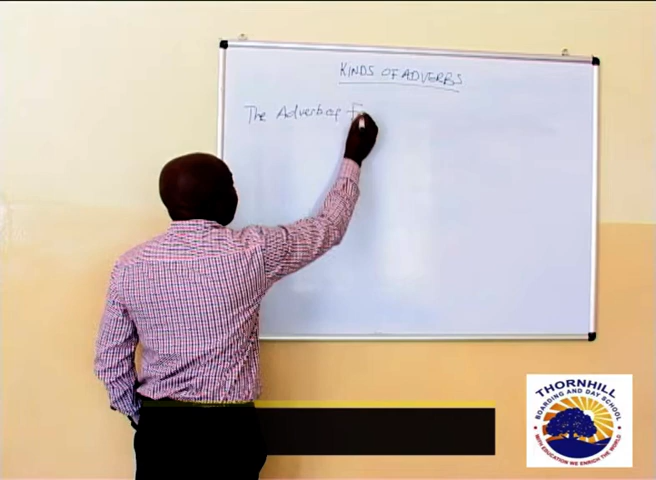 KINDS OF ADVERBS
The Adverb of F
THORNHILL
BOARDING AND DAY SCHOOL
WITH EDUCATION WE ENRICH THE WORLD